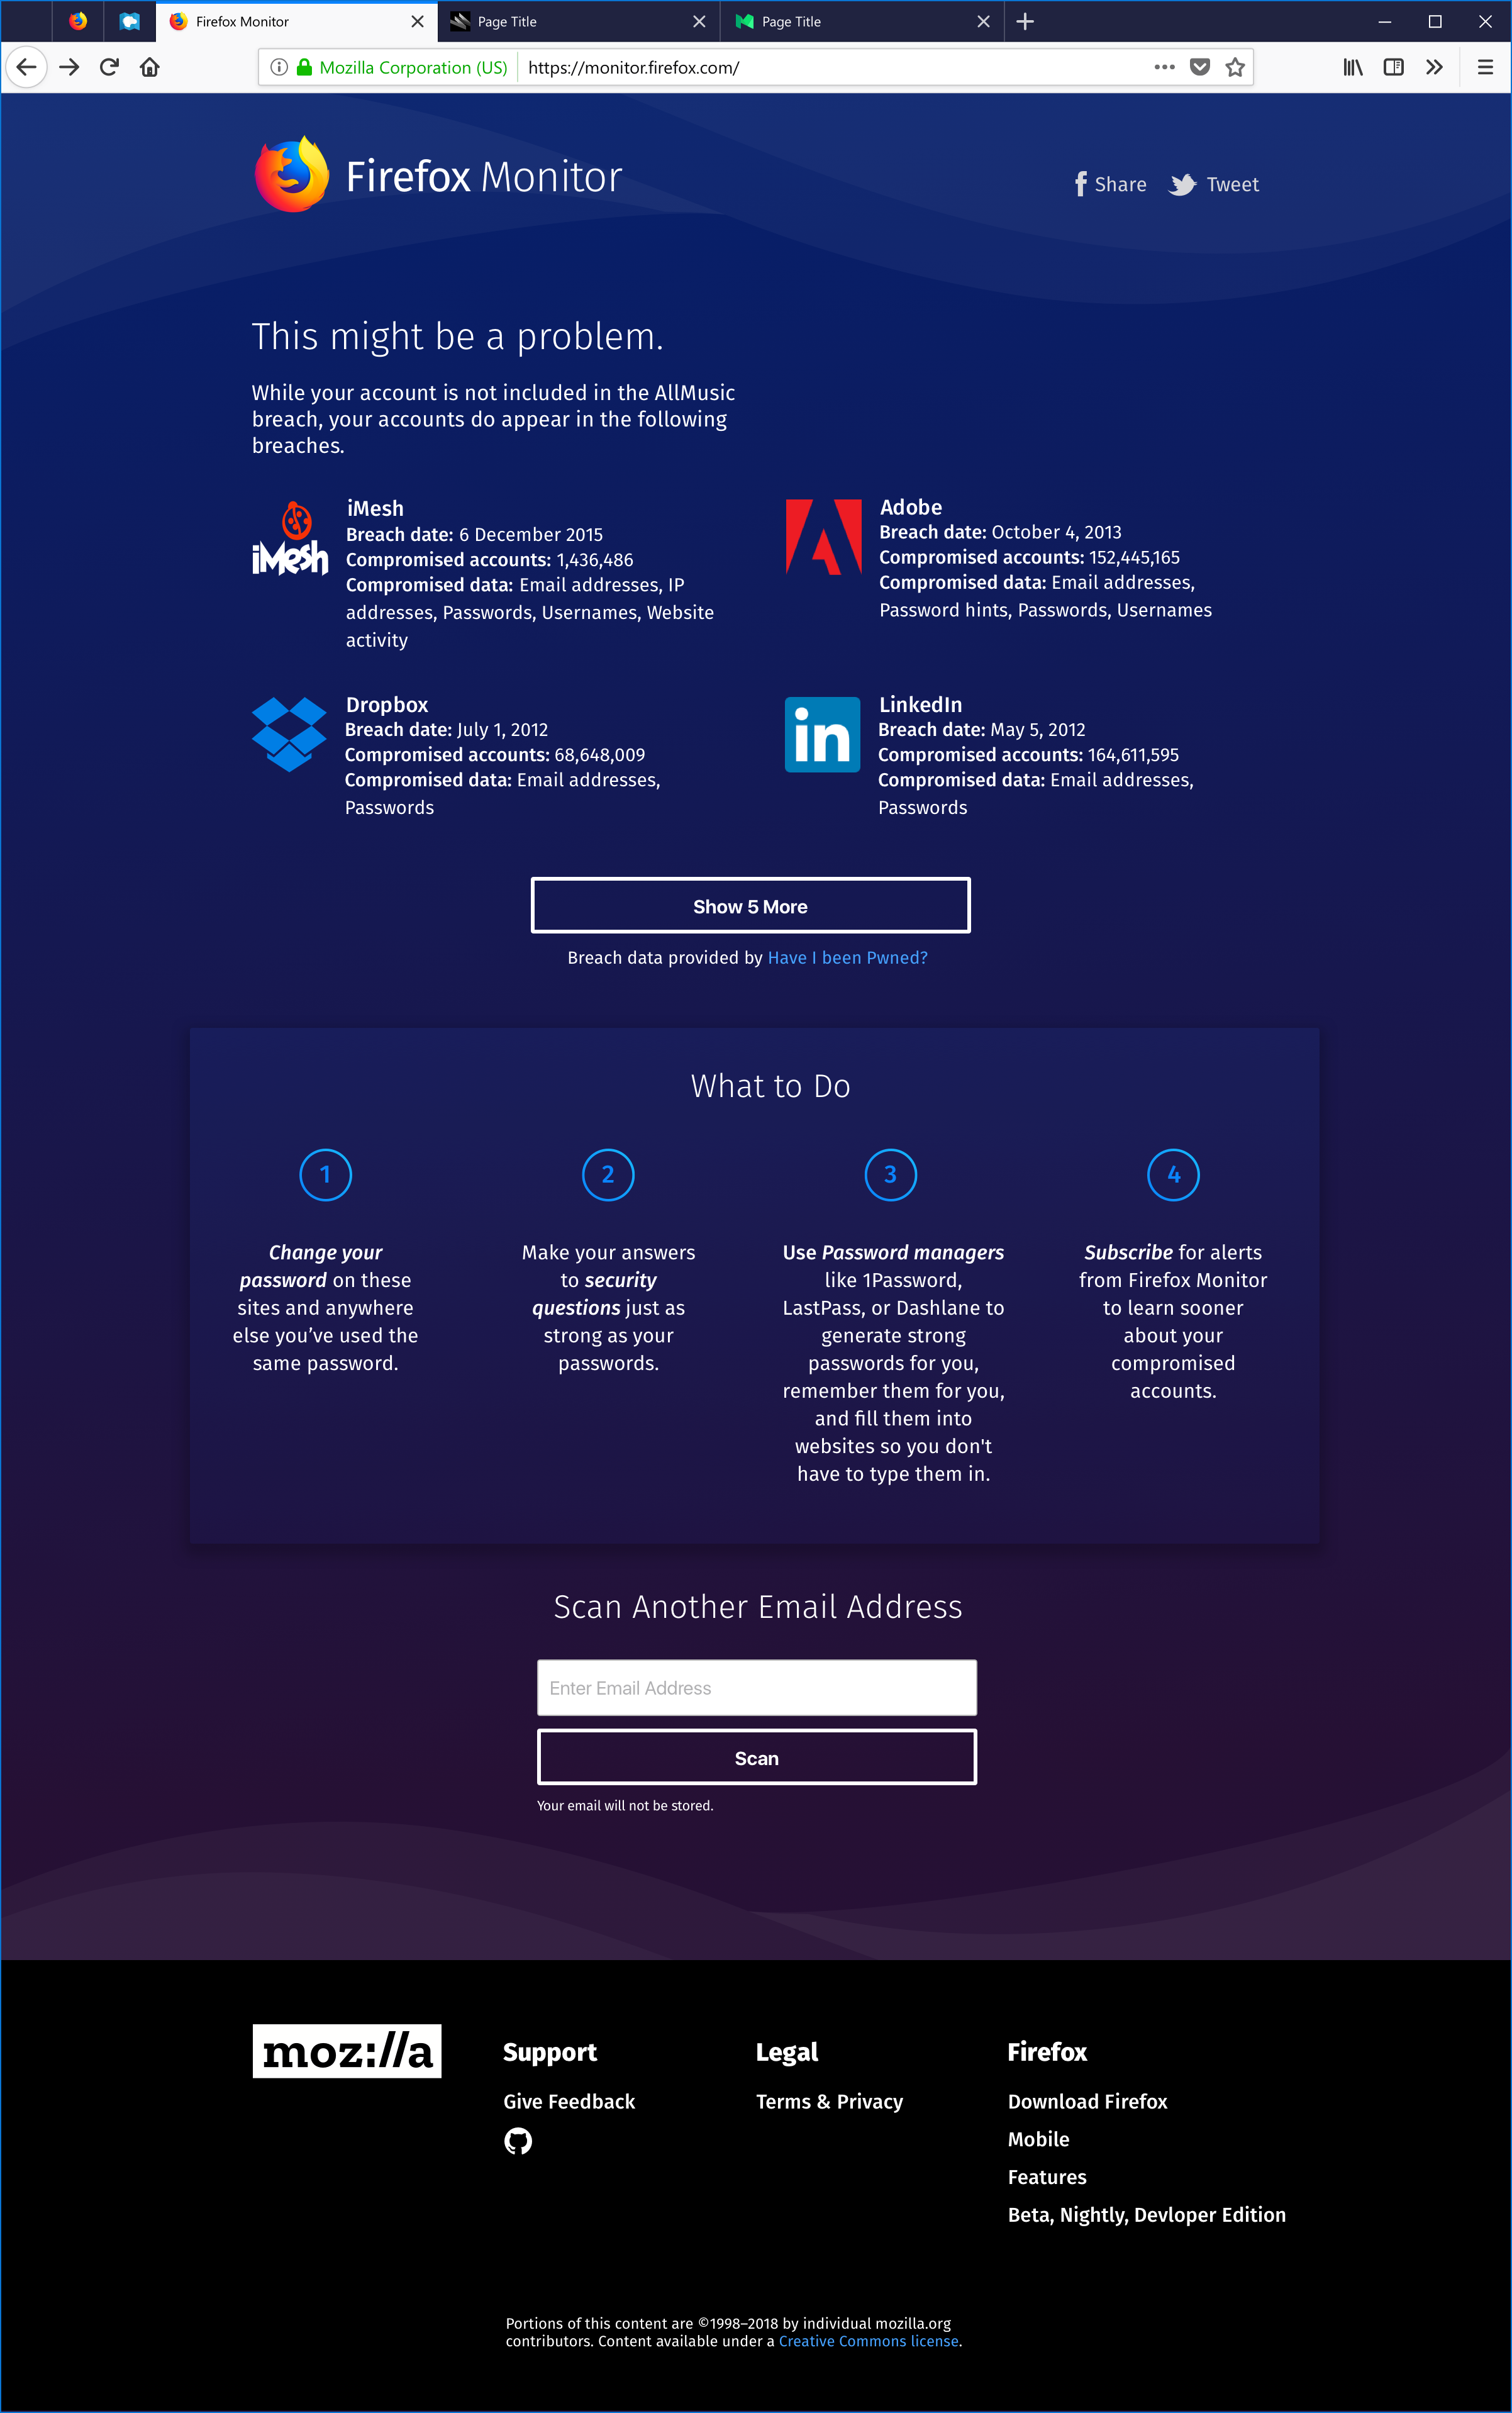 Firefox Monitor
Page Title
Page Title
Mozilla Corporation (US)
https://monitor.firefox.com/
Firefox Monitor
Share
Tweet
This might be a problem.
While your account is not included in the AllMusic
breach, your accounts do appear in the following
breaches.
iMesh
iMesh
Breach date: 6 December 2015
Compromised accounts: 1,436,486
Compromised data: Email addresses, IP
addresses, Passwords, Usernames, Website
activity
Adobe
Breach date: October 4, 2013
Compromised accounts: 152,445,165
Compromised data: Email addresses,
Password hints, Passwords, Usernames
Dropbox
Breach date: July 1, 2012
Compromised accounts: 68,648,009
Compromised data: Email addresses,
Passwords
in
LinkedIn
Breach date: May 5, 2012
Compromised accounts: 164,611,595
Compromised data: Email addresses,
Passwords
Show 5 More
Breach data provided by Have I been Pwned?
What to Do
1
Change your
password on these
sites and anywhere
else you’ve used the
same password.
2
Make your answers
to security
questions just as
strong as your
passwords.
3
Use Password managers
like 1Password,
LastPass, or Dashlane to
generate strong
passwords for you,
remember them for you,
and fill them into
websites so you don't
have to type them in.
4
Subscribe for alerts
from Firefox Monitor
to learn sooner
about your
compromised
accounts.
Scan Another Email Address
Enter Email Address
Scan
Your email will not be stored.
moz://a
Support
Give Feedback
Legal
Terms & Privacy
Firefox
Download Firefox
Mobile
Features
Beta, Nightly, Devloper Edition
Portions of this content are ©1998–2018 by individual mozilla.org
contributors. Content available under a Creative Commons license.